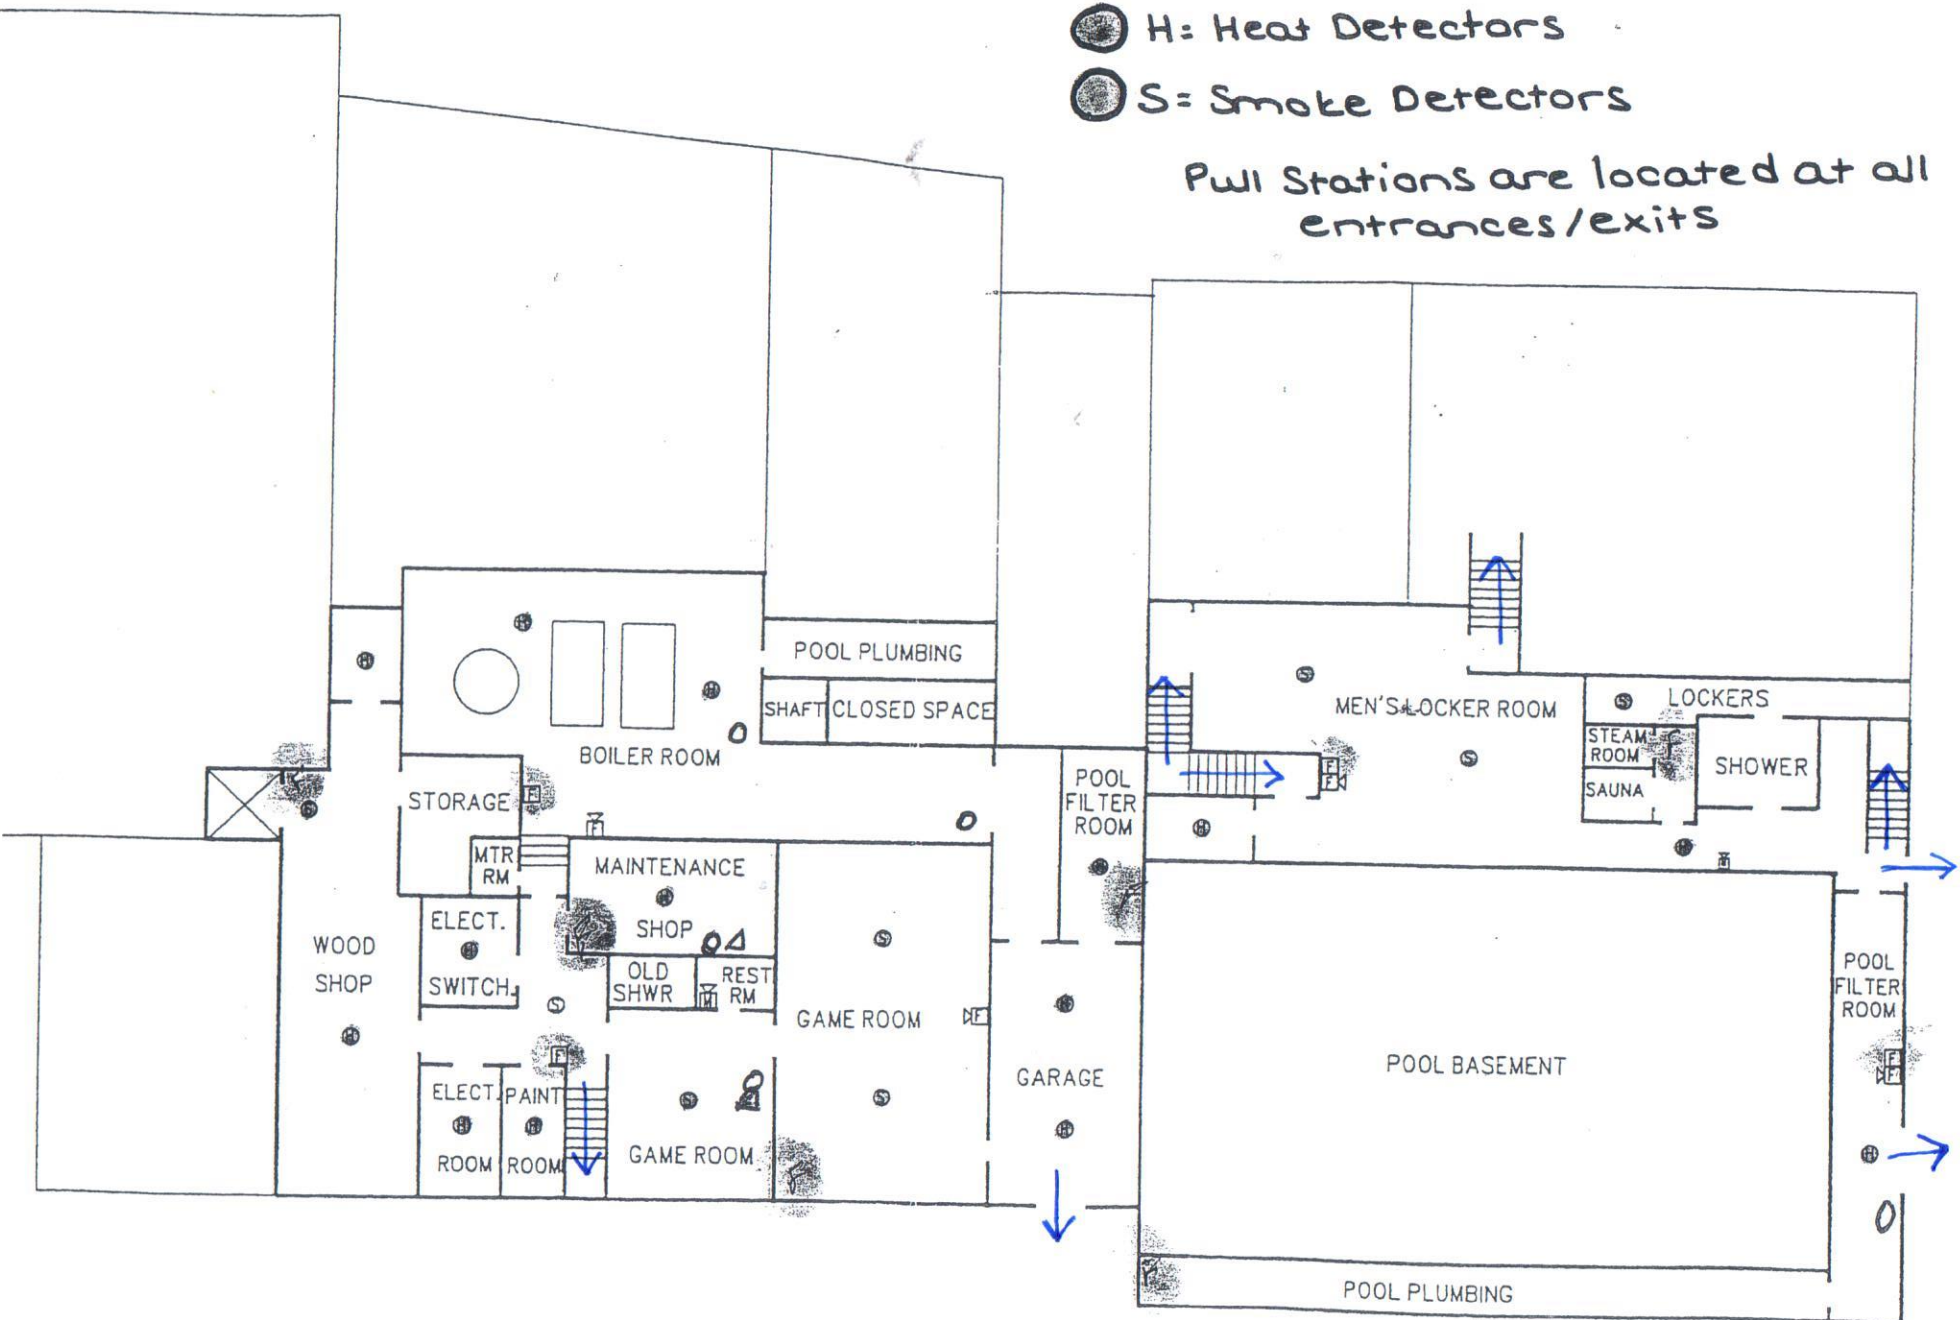 H= Heat Detectors
S= Smoke Detectors
Pull Stations are located at all
entrances/exits
H
H
H
POOL PLUMBING
SHAFT
CLOSED SPACE
BOILER ROOM
STORAGE
F
F
S
MTR
RM
MAINTENANCE
H
SHOP
ELECT.
H
SWITCH
WOOD
SHOP
H
OLD
SHWR
REST
RM
M
S
F
ELECT.
H
ROOM
PAINT
H
ROOM
S
GAME ROOM
S
GAME ROOM
S
F
POOL
FILTER
ROOM
H
H
GARAGE
H
S
MEN'S LOCKER ROOM
S
F
F
H
S
LOCKERS
STEAM
ROOM
SAUNA
SHOWER
H
M
POOL
FILTER
ROOM
F
F
H
POOL BASEMENT
POOL PLUMBING